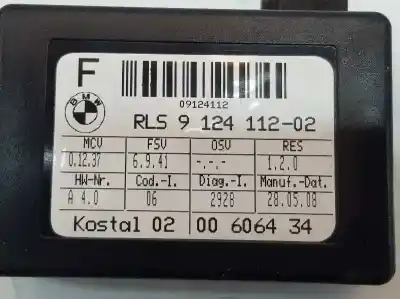 F
BMW
09124112
RLS 9 124 112-02
MCV FSV OSV RES
0.12.37 6.9.41 -.-.- 1.2.0
HW-Nr. Cod.-I. Diag.-I. Manuf.-Dat.
A 4.0 06 2928 28.05.08
Kostal 02 00 6064 34